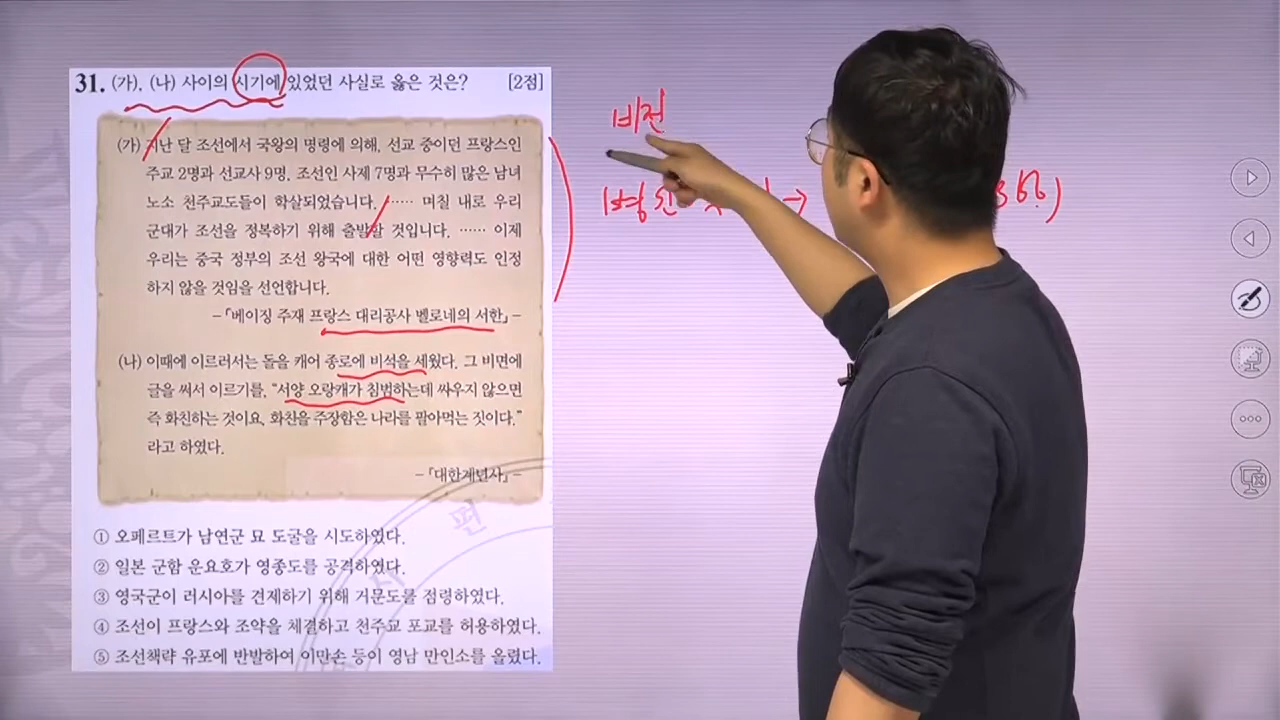 31. (가), (나) 사이의 시기에 있었던 사실로 옳은 것은? [2점]
(가) 지난 달 조선에서 국왕의 명령에 의해, 선교 중이던 프랑스인
주교 2명과 선교사 9명, 조선인 사제 7명과 무수히 많은 남녀
노소 천주교도들이 학살되었습니다. …… 며칠 내로 우리
군대가 조선을 정복하기 위해 출발할 것입니다. …… 이제
우리는 중국 정부의 조선 왕국에 대한 어떤 영향력도 인정
하지 않을 것임을 선언합니다.
-「베이징 주재 프랑스 대리공사 벨로네의 서한」-
(나) 이때에 이르러서는 돌을 캐어 종로에 비석을 세웠다. 그 비면에
글을 써서 이르기를, “서양 오랑캐가 침범하는데 싸우지 않으면
즉 화친하는 것이요, 화친을 주장함은 나라를 팔아먹는 짓이다.”
라고 하였다.
-「대한계년사」-
① 오페르트가 남연군 묘 도굴을 시도하였다.
② 일본 군함 운요호가 영종도를 공격하였다.
③ 영국군이 러시아를 견제하기 위해 거문도를 점령하였다.
④ 조선이 프랑스와 조약을 체결하고 천주교 포교를 허용하였다.
⑤ 조선책략 유포에 반발하여 이만손 등이 영남 만인소를 올렸다.
편
사
비전
병인 →